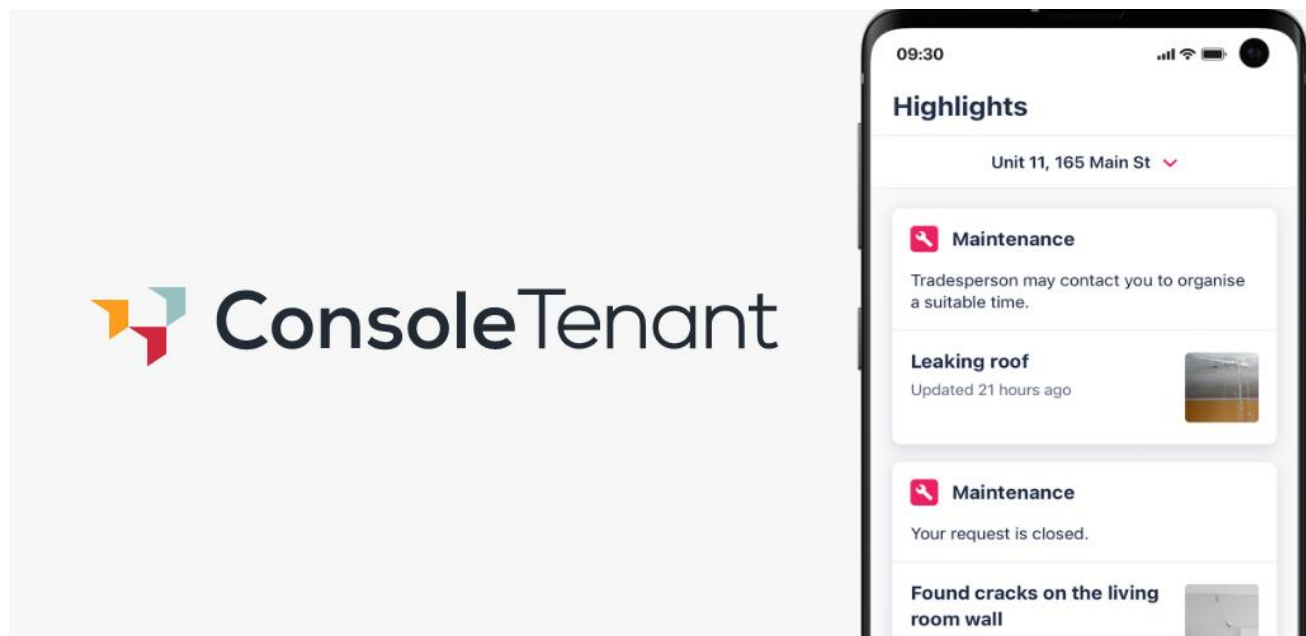 ConsoleTenant
09:30
Highlights
Unit 11, 165 Main St
Maintenance
Tradesperson may contact you to organise
a suitable time.
Leaking roof
Updated 21 hours ago
Maintenance
Your request is closed.
Found cracks on the living
room wall